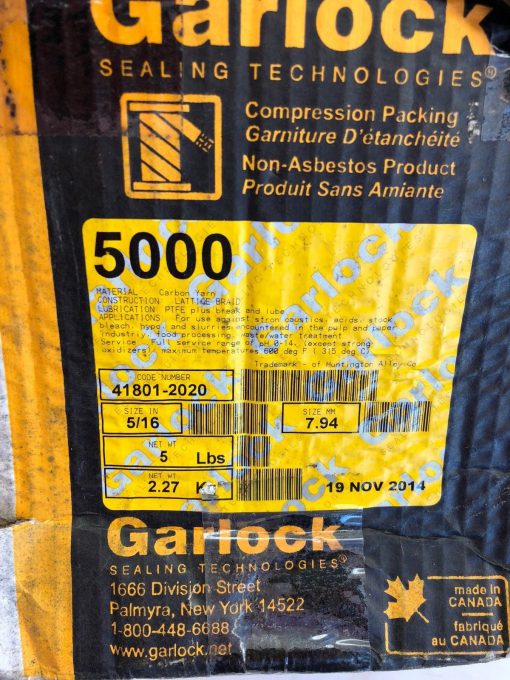 Garlock
SEALING TECHNOLOGIES®
Compression Packing
Garniture D'étanchéité
Non-Asbestos Product
Produit Sans Amiante
5000
MATERIAL Carbon Yarn
CONSTRUCTION LATTICE BRAID
LUBRICATION: PTFE plus break and lube
APPLICATIONS: For use against stron caustics, acids, stock
bleach, hypos and slurries encountered in the pulp and paper
industry, food processing, waste/water treatment
Service : Full service range of pH 0-14, (except strong
oxidizers), maximum temperatures 600 deg F ( 315 deg C)
Trademark - of Huntington Alloy Co
CODE NUMBER
41801-2020
SIZE IN
5/16
SIZE MM
7.94
NET WT
5 Lbs
NET WT
2.27
19 NOV 2014
Garlock
SEALING TECHNOLOGIES®
1666 Division Street
Palmyra, New York 14522
1-800-448-6688
www.garlock.net
made in
CANADA
fabriqué
au CANADA